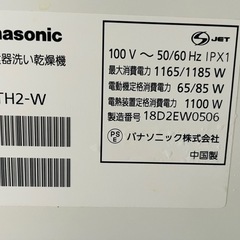 nasonic
器洗い乾燥機
TH2-W
S JET
100 V ～ 50/60 Hz IPX1
最大消費電力 1165/1185 W
電動機定格消費電力 65/85 W
電熱装置定格消費電力 1100 W
製造番号 18D2EW0506
PS E パナソニック株式会社
中国製